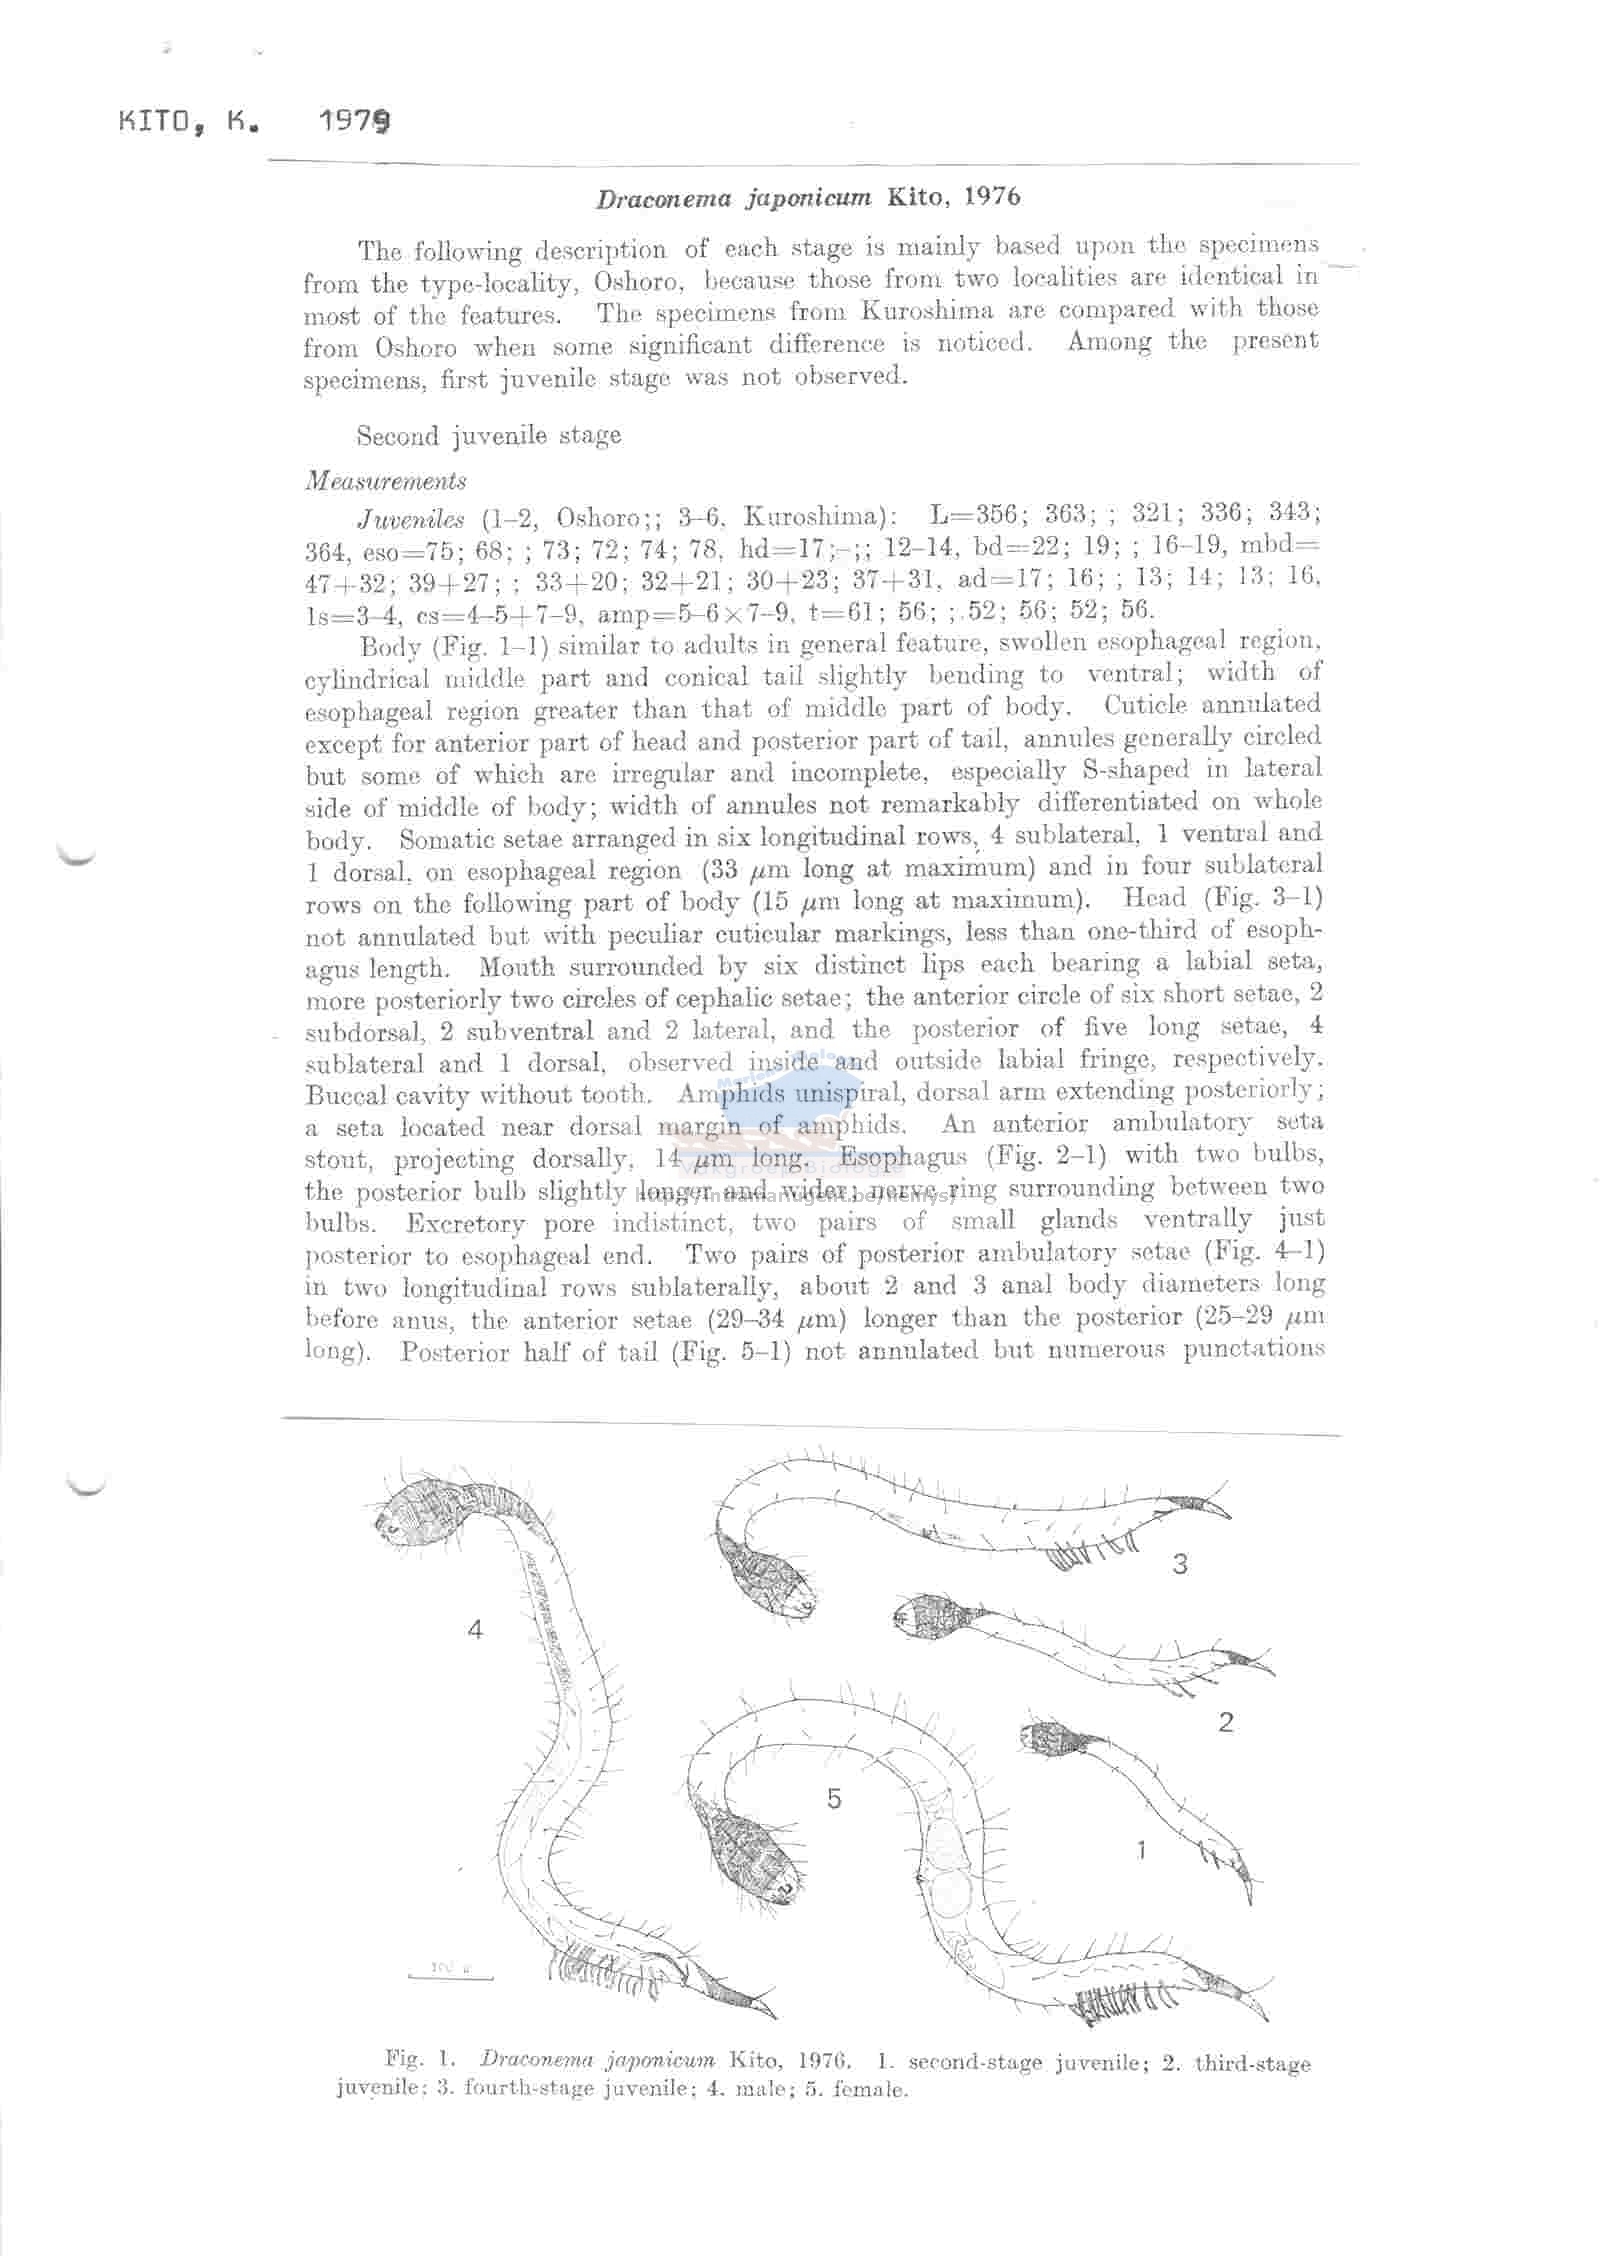 KITO, K. 1979
Draconema japonicum Kito, 1976
The following description of each stage is mainly based upon the specimens
from the type-locality, Oshoro, because those from two localities are identical in
most of the features. The specimens from Kuroshima are compared with those
from Oshoro when some significant difference is noticed. Among the present
specimens, first juvenile stage was not observed.
Second juvenile stage
Measurements
Juveniles (1–2, Oshoro;; 3–6, Kuroshima): L=356; 363; ; 321; 336; 343;
364, eso=75; 68; ; 73; 72; 74; 78, hd=17;–;; 12–14, bd=22; 19; ; 16–19, mbd=
47+32; 39+27; ; 33+20; 32+21; 30+23; 37+31, ad=17; 16; ; 13; 14; 13; 16,
ls=3–4, cs=4–5+7–9, amp=5–6×7–9, t=61; 56; ; 52; 56; 52; 56.
Body (Fig. 1–1) similar to adults in general feature, swollen esophageal region,
cylindrical middle part and conical tail slightly bending to ventral; width of
esophageal region greater than that of middle part of body. Cuticle annulated
except for anterior part of head and posterior part of tail, annules generally circled
but some of which are irregular and incomplete, especially S-shaped in lateral
side of middle of body; width of annules not remarkably differentiated on whole
body. Somatic setae arranged in six longitudinal rows, 4 sublateral, 1 ventral and
1 dorsal, on esophageal region (33 μm long at maximum) and in four sublateral
rows on the following part of body (15 μm long at maximum). Head (Fig. 3–1)
not annulated but with peculiar cuticular markings, less than one-third of esoph-
agus length. Mouth surrounded by six distinct lips each bearing a labial seta,
more posteriorly two circles of cephalic setae; the anterior circle of six short setae, 2
subdorsal, 2 subventral and 2 lateral, and the posterior of five long setae, 4
sublateral and 1 dorsal, observed inside and outside labial fringe, respectively.
Buccal cavity without tooth. Amphids unispiral, dorsal arm extending posteriorly;
a seta located near dorsal margin of amphids. An anterior ambulatory seta
stout, projecting dorsally, 14 μm long. Esophagus (Fig. 2–1) with two bulbs,
the posterior bulb slightly longer and wider; nerve ring surrounding between two
bulbs. Excretory pore indistinct, two pairs of small glands ventrally just
posterior to esophageal end. Two pairs of posterior ambulatory setae (Fig. 4–1)
in two longitudinal rows sublaterally, about 2 and 3 anal body diameters long
before anus, the anterior setae (29–34 μm) longer than the posterior (25–29 μm
long). Posterior half of tail (Fig. 5–1) not annulated but numerous punctations
3
4
2
5
1
100 μ
Fig. 1. Draconema japonicum Kito, 1976. 1. second-stage juvenile; 2. third-stage
juvenile; 3. fourth-stage juvenile; 4. male; 5. female.